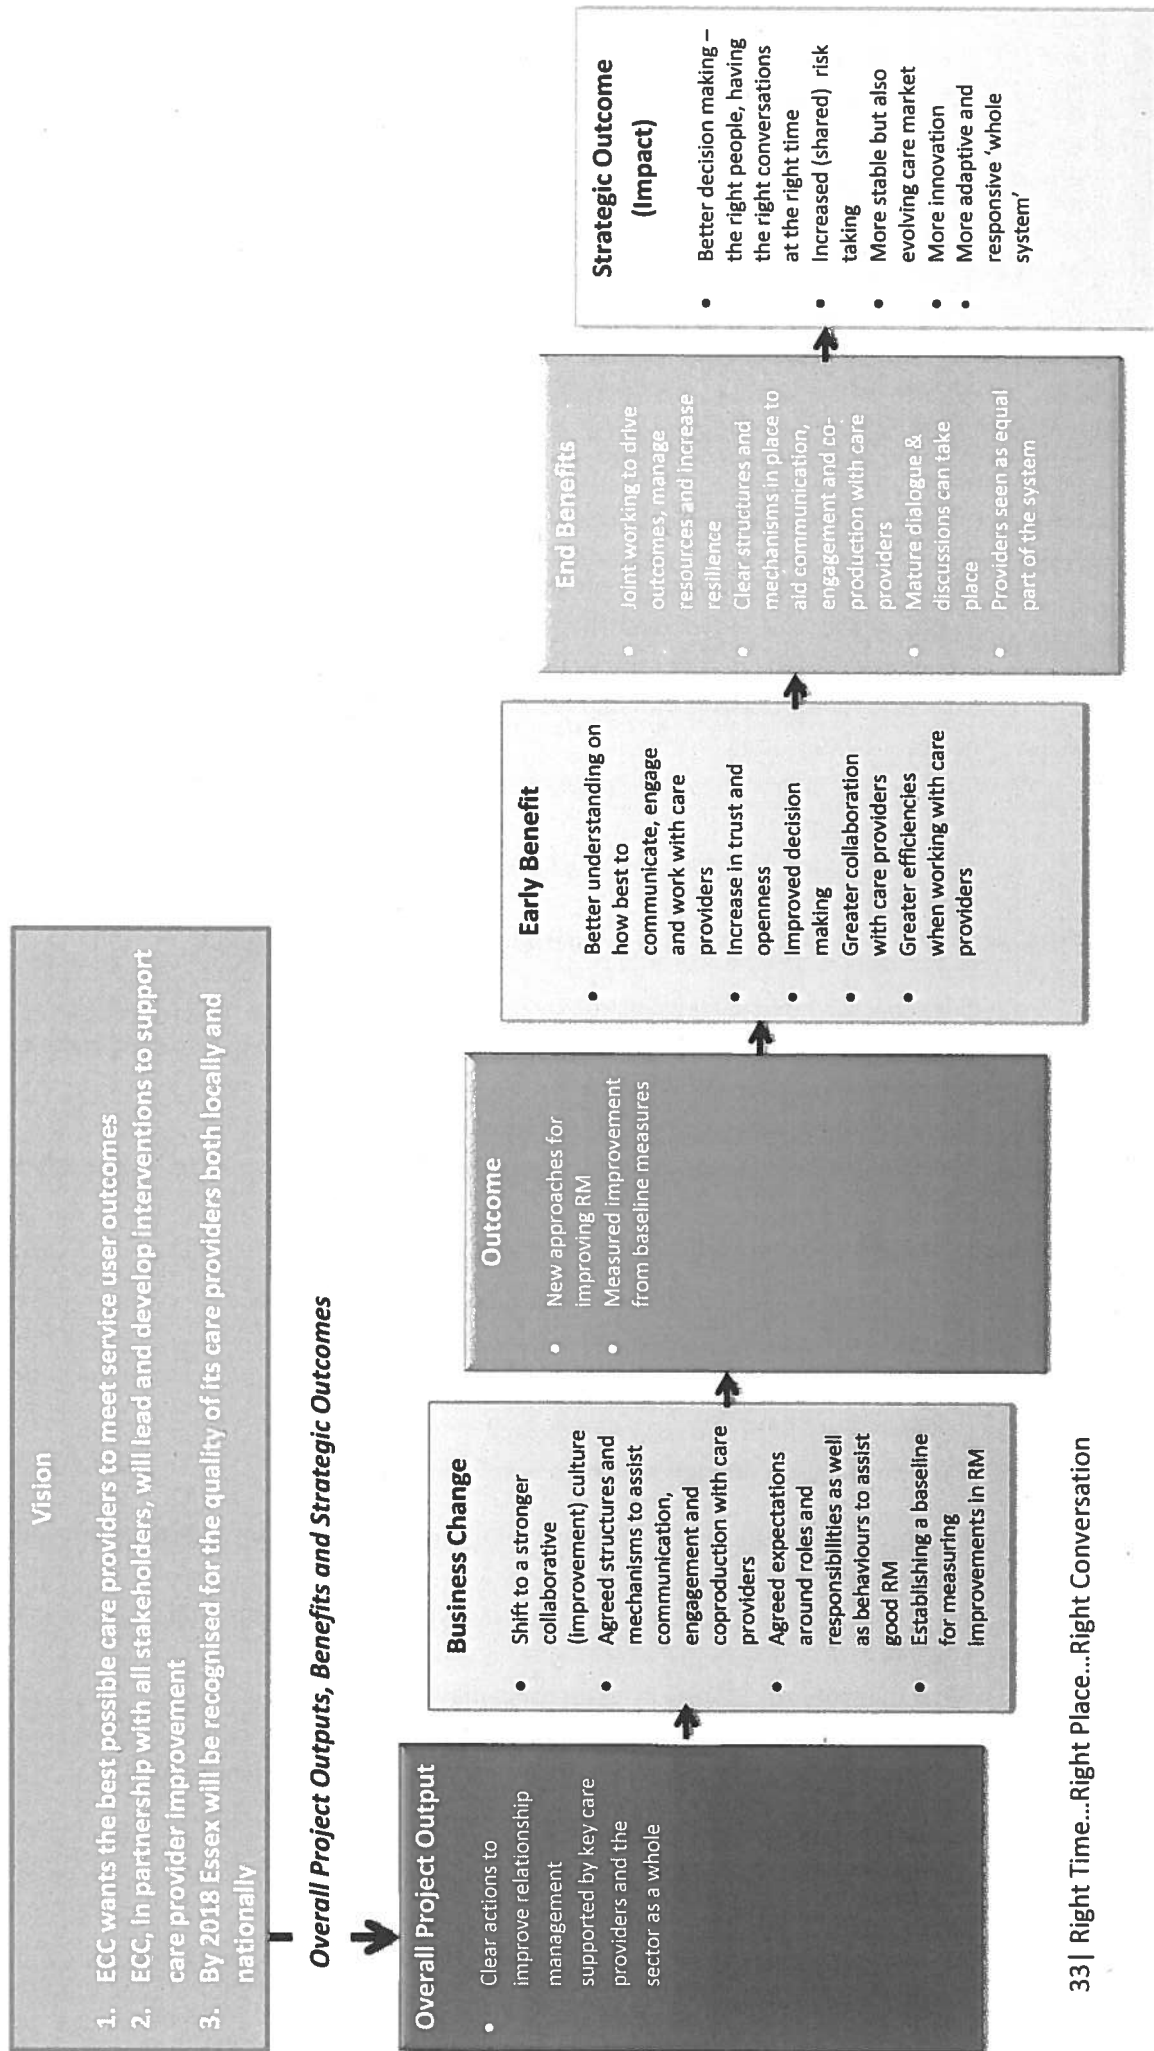 Vision
1. ECC wants the best possible care providers to meet service user outcomes
2. ECC, in partnership with all stakeholders, will lead and develop interventions to support
care provider improvement
3. By 2018 Essex will be recognised for the quality of its care providers both locally and
nationally
Overall Project Outputs, Benefits and Strategic Outcomes
Overall Project Output
• Clear actions to
improve relationship
management
supported by key care
providers and the
sector as a whole
Business Change
• Shift to a stronger
collaborative
(Improvement) culture
• Agreed structures and
mechanisms to assist
communication,
engagement and
coproduction with care
providers
• Agreed expectations
around roles and
responsibilities as well
as behaviours to assist
good RM
• Establishing a baseline
for measuring
improvements in RM
Outcome
• New approaches for
improving RM
• Measured improvement
from baseline measures
Early Benefit
• Better understanding on
how best to
communicate, engage
and work with care
providers
• Increase in trust and
openness
• Improved decision
making
• Greater collaboration
with care providers
• Greater efficiencies
when working with care
providers
End Benefits
• Joint working to drive
outcomes, manage
resources and increase
resilience
• Clear structures and
mechanisms in place to
aid communication,
engagement and co-
production with care
providers
• Mature dialogue &
discussions can take
place
• Providers seen as equal
part of the system
Strategic Outcome
(Impact)
• Better decision making –
the right people, having
the right conversations
at the right time
• Increased (shared) risk
taking
• More stable but also
evolving care market
• More innovation
• More adaptive and
responsive 'whole
system'
33| Right Time...Right Place...Right Conversation